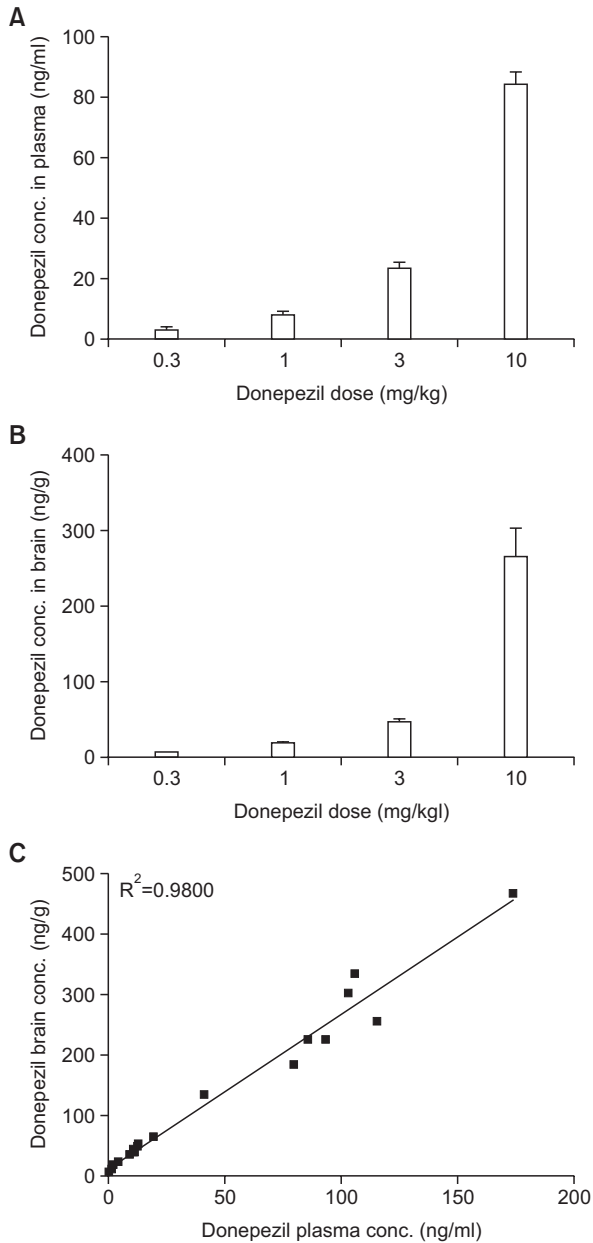 A
Donepezil conc. in plasma (ng/ml)
100
80
60
40
20
0
0.3 1 3 10
Donepezil dose (mg/kg)
B
Donepezil conc. in brain (ng/g)
400
300
200
100
0
0.3 1 3 10
Donepezil dose (mg/kgl)
C
Donepezil brain conc. (ng/g)
500
R²=0.9800
400
300
200
100
0
0 50 100 150 200
Donepezil plasma conc. (ng/ml)